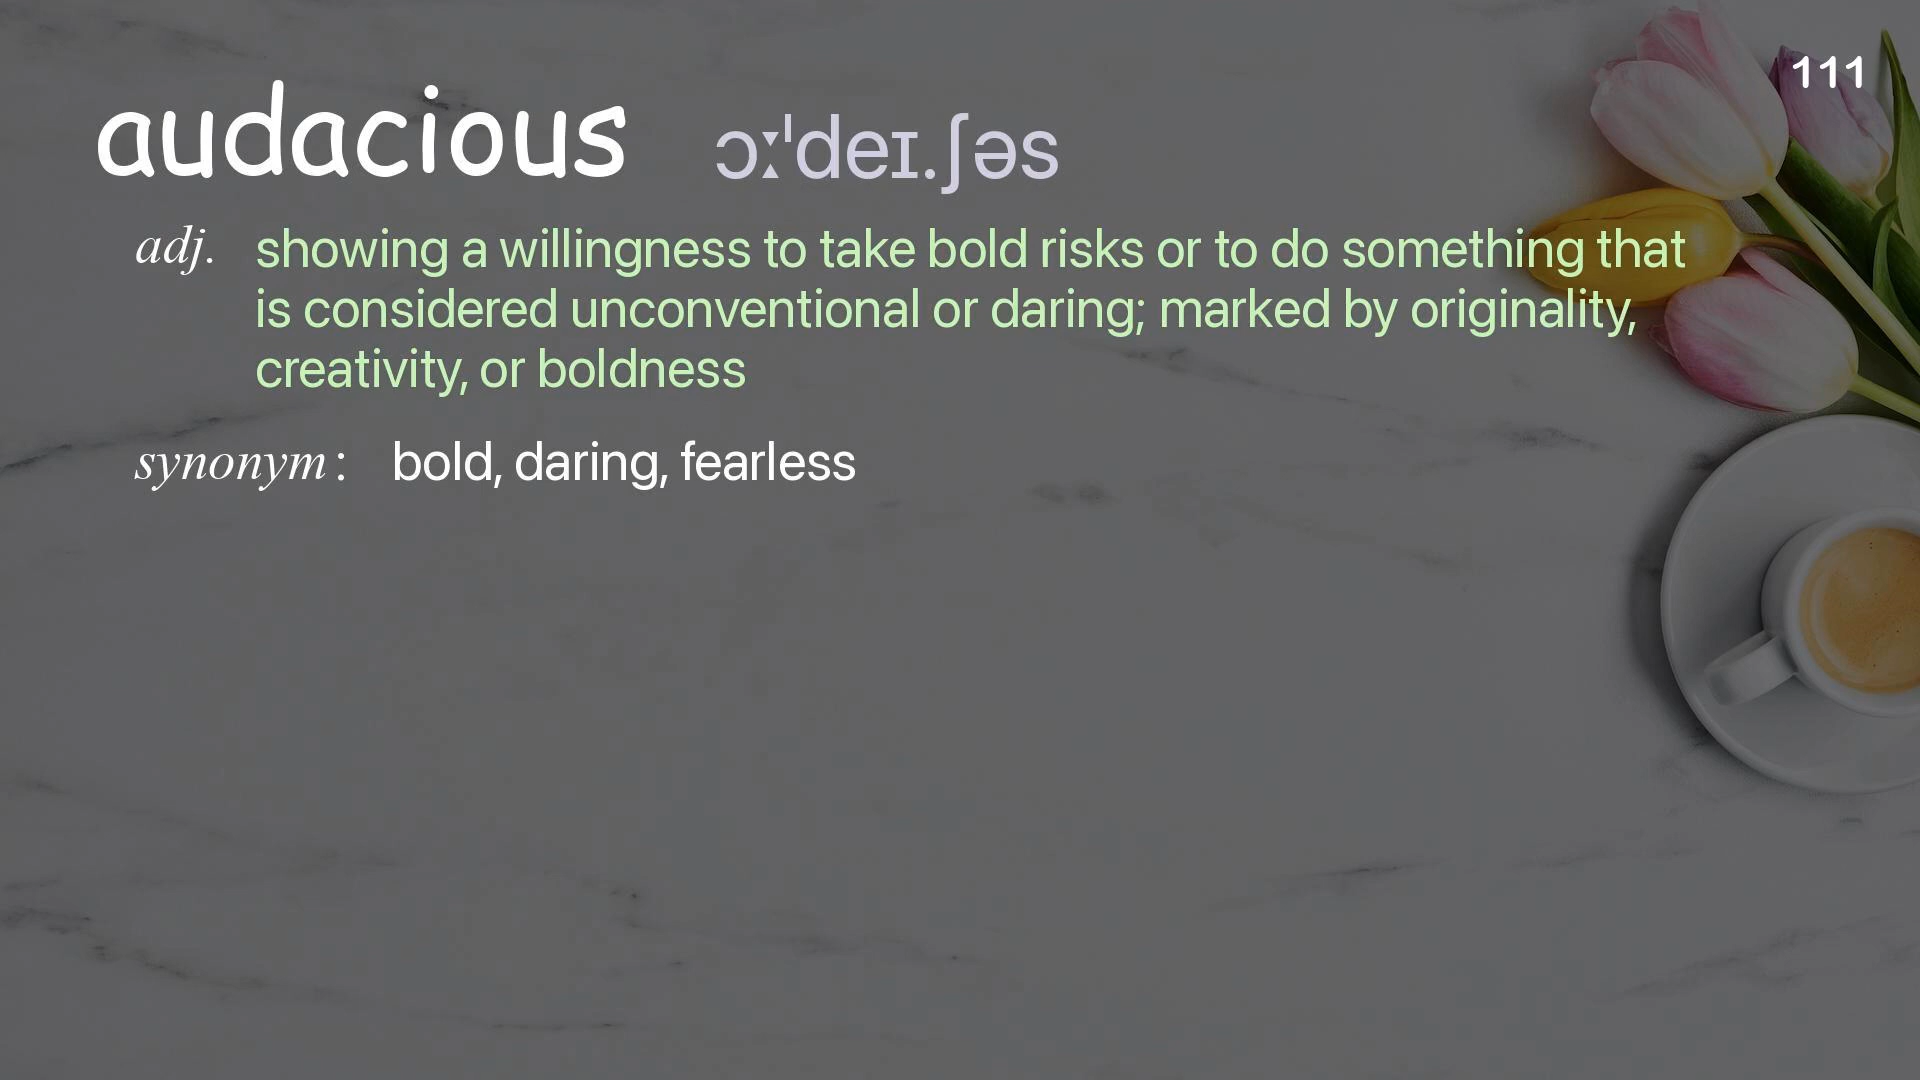 111
audacious ɔːˈdeɪ.ʃəs
adj. showing a willingness to take bold risks or to do something that
is considered unconventional or daring; marked by originality,
creativity, or boldness
synonym: bold, daring, fearless